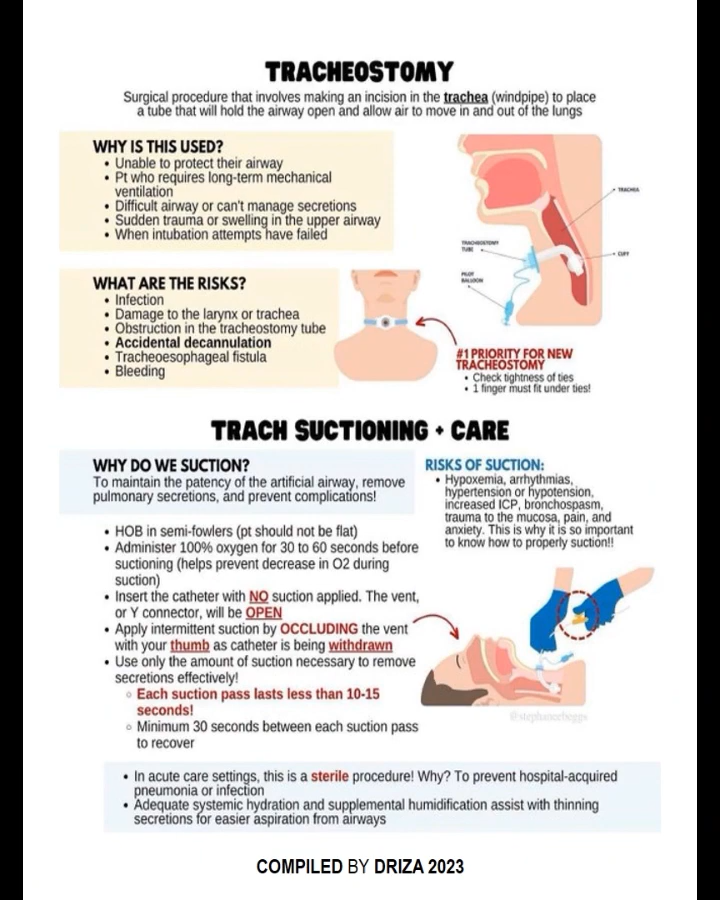 TRACHEOSTOMY
Surgical procedure that involves making an incision in the trachea (windpipe) to place
a tube that will hold the airway open and allow air to move in and out of the lungs
WHY IS THIS USED?
• Unable to protect their airway
• Pt who requires long-term mechanical
ventilation
• Difficult airway or can't manage secretions
• Sudden trauma or swelling in the upper airway
• When intubation attempts have failed
TRACHEA
TRACHEOSTOMY
TUBE
CUFF
PILOT
BALLOON
WHAT ARE THE RISKS?
• Infection
• Damage to the larynx or trachea
• Obstruction in the tracheostomy tube
• Accidental decannulation
• Tracheoesophageal fistula
• Bleeding
#1 PRIORITY FOR NEW
TRACHEOSTOMY
• Check tightness of ties
• 1 finger must fit under ties!
TRACH SUCTIONING + CARE
WHY DO WE SUCTION?
To maintain the patency of the artificial airway, remove
pulmonary secretions, and prevent complications!
RISKS OF SUCTION:
• Hypoxemia, arrhythmias,
hypertension or hypotension,
increased ICP, bronchospasm,
trauma to the mucosa, pain, and
anxiety. This is why it is so important
to know how to properly suction!!
• HOB in semi-fowlers (pt should not be flat)
• Administer 100% oxygen for 30 to 60 seconds before
suctioning (helps prevent decrease in O2 during
suction)
• Insert the catheter with NO suction applied. The vent,
or Y connector, will be OPEN
• Apply intermittent suction by OCCLUDING the vent
with your thumb as catheter is being withdrawn
• Use only the amount of suction necessary to remove
secretions effectively!
○ Each suction pass lasts less than 10-15
seconds!
○ Minimum 30 seconds between each suction pass
to recover
@stephaneebeggs
• In acute care settings, this is a sterile procedure! Why? To prevent hospital-acquired
pneumonia or infection
• Adequate systemic hydration and supplemental humidification assist with thinning
secretions for easier aspiration from airways
COMPILED BY DRIZA 2023